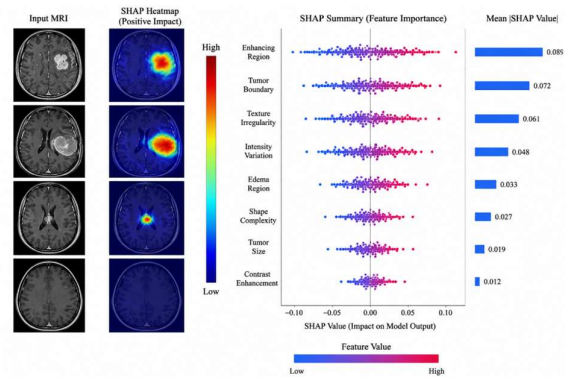 Input MRI
SHAP Heatmap
(Positive Impact)
High
Low
SHAP Summary (Feature Importance)
Mean |SHAP Value|
Enhancing
Region
0.089
Tumor
Boundary
0.072
Texture
Irregularity
0.061
Intensity
Variation
0.048
Edema
Region
0.033
Shape
Complexity
0.027
Tumor
Size
0.019
Contrast
Enhancement
0.012
−0.10
−0.05
0.00
0.05
0.10
SHAP Value (Impact on Model Output)
Feature Value
Low
High